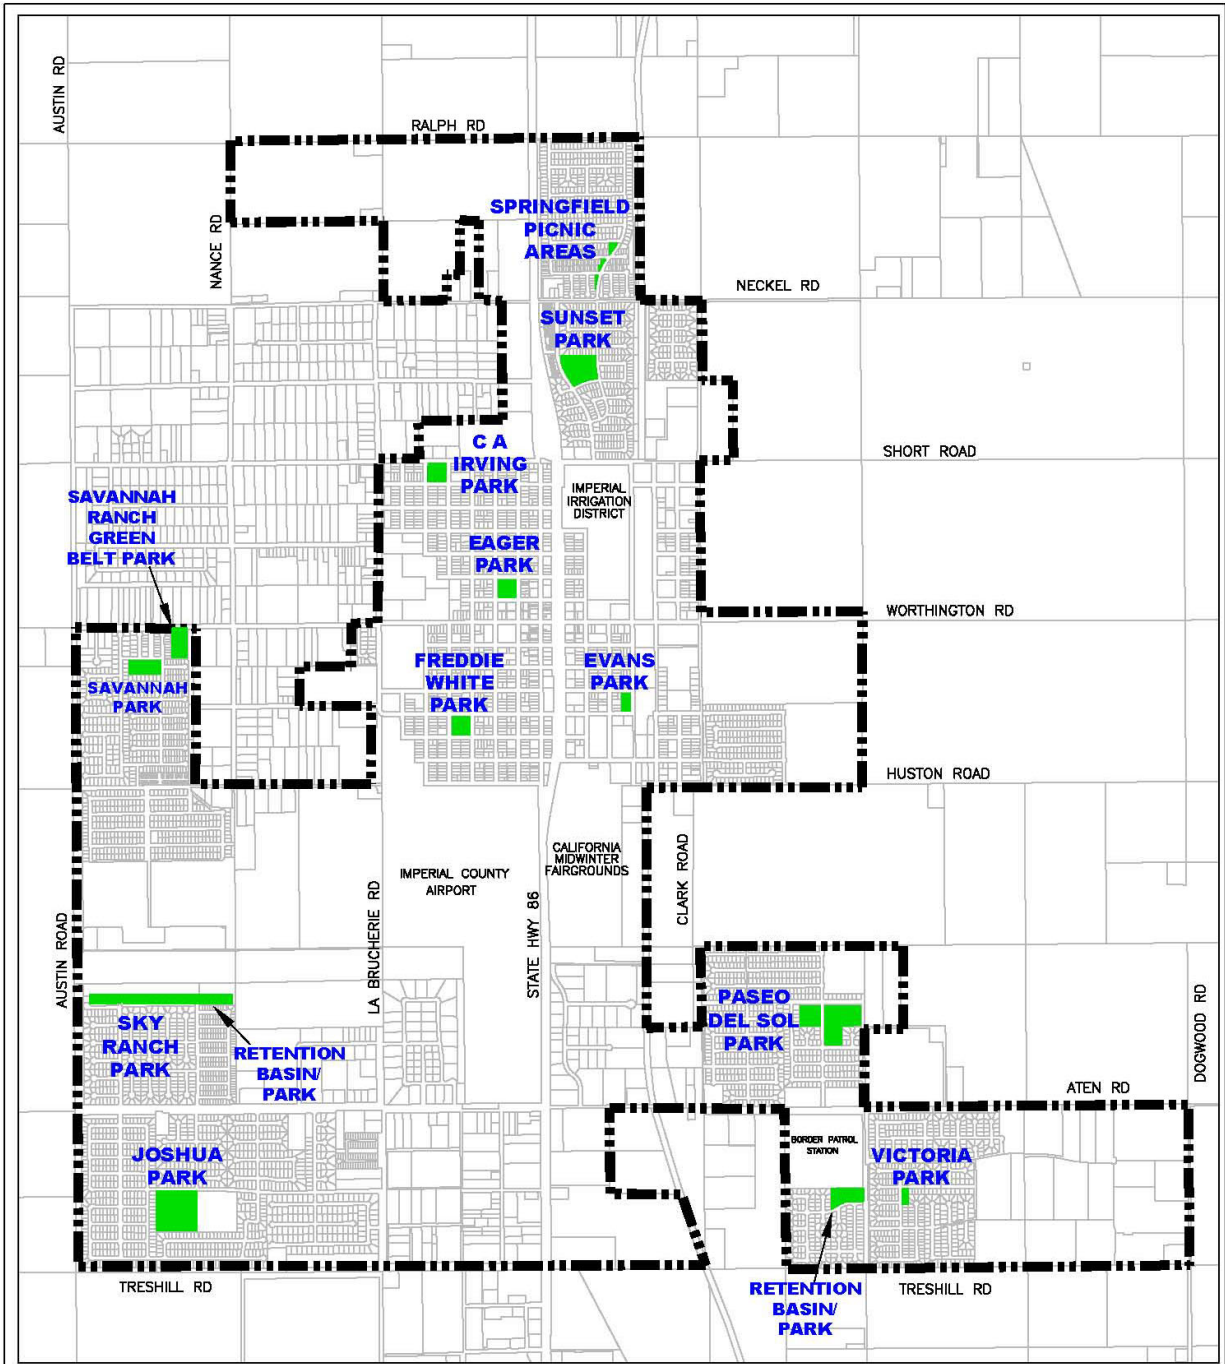 AUSTIN RD
RALPH RD
SPRINGFIELD
PICNIC
AREAS
NANCE RD
NECKEL RD
SUNSET
PARK
C A
IRVING
PARK
SHORT ROAD
IMPERIAL
IRRIGATION
DISTRICT
SAVANNAH
RANCH
GREEN
BELT PARK
EAGER
PARK
WORTHINGTON RD
FREDDIE
WHITE
PARK
EVANS
PARK
SAVANNAH
PARK
HUSTON ROAD
CALIFORNIA
MIDWINTER
FAIRGROUNDS
CLARK ROAD
IMPERIAL COUNTY
AIRPORT
LA BRUCHERIE RD
STATE HWY 86
AUSTIN ROAD
PASEO
DEL SOL
PARK
DOGWOOD RD
SKY
RANCH
PARK
RETENTION
BASIN/
PARK
ATEN RD
BORDER PATROL
STATION
JOSHUA
PARK
VICTORIA
PARK
TRESHILL RD
RETENTION
BASIN/
PARK
TRESHILL RD